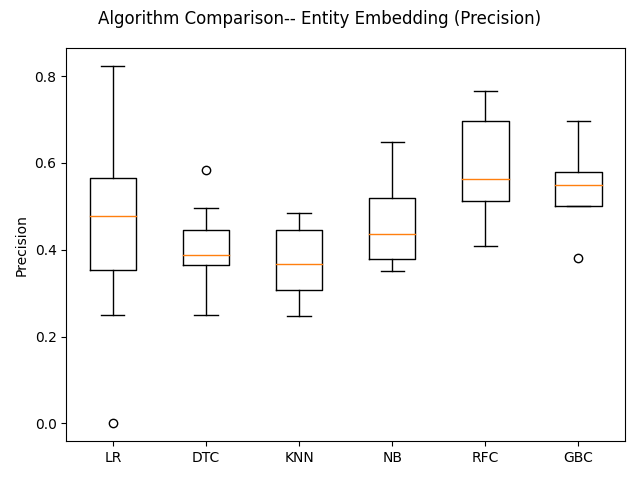 Algorithm Comparison-- Entity Embedding (Precision)
0.8
0.6
0.4
0.2
0.0
Precision
LR DTC KNN NB RFC GBC